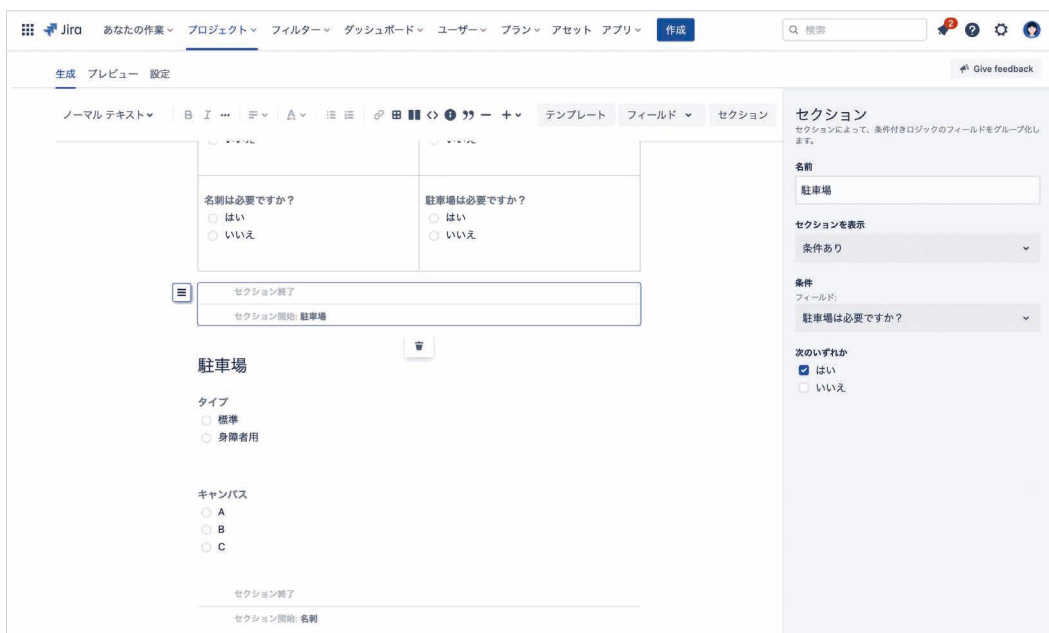 Jira あなたの作業 プロジェクト フィルター ダッシュボード ユーザー プラン アセット アプリ 作成 検索 2
生成 プレビュー 設定 Give feedback
ノーマル テキスト B I A テンプレート フィールド セクション
名刺は必要ですか?
はい
いいえ
駐車場は必要ですか?
はい
いいえ
セクション終了
セクション開始: 駐車場
駐車場
タイプ
標準
身障者用
キャンパス
A
B
C
セクション終了
セクション開始: 名刺
セクション
セクションによって、条件付きロジックのフィールドをグループ化し
ます。
名前
駐車場
セクションを表示
条件あり
条件
フィールド:
駐車場は必要ですか?
次のいずれか
はい
いいえ